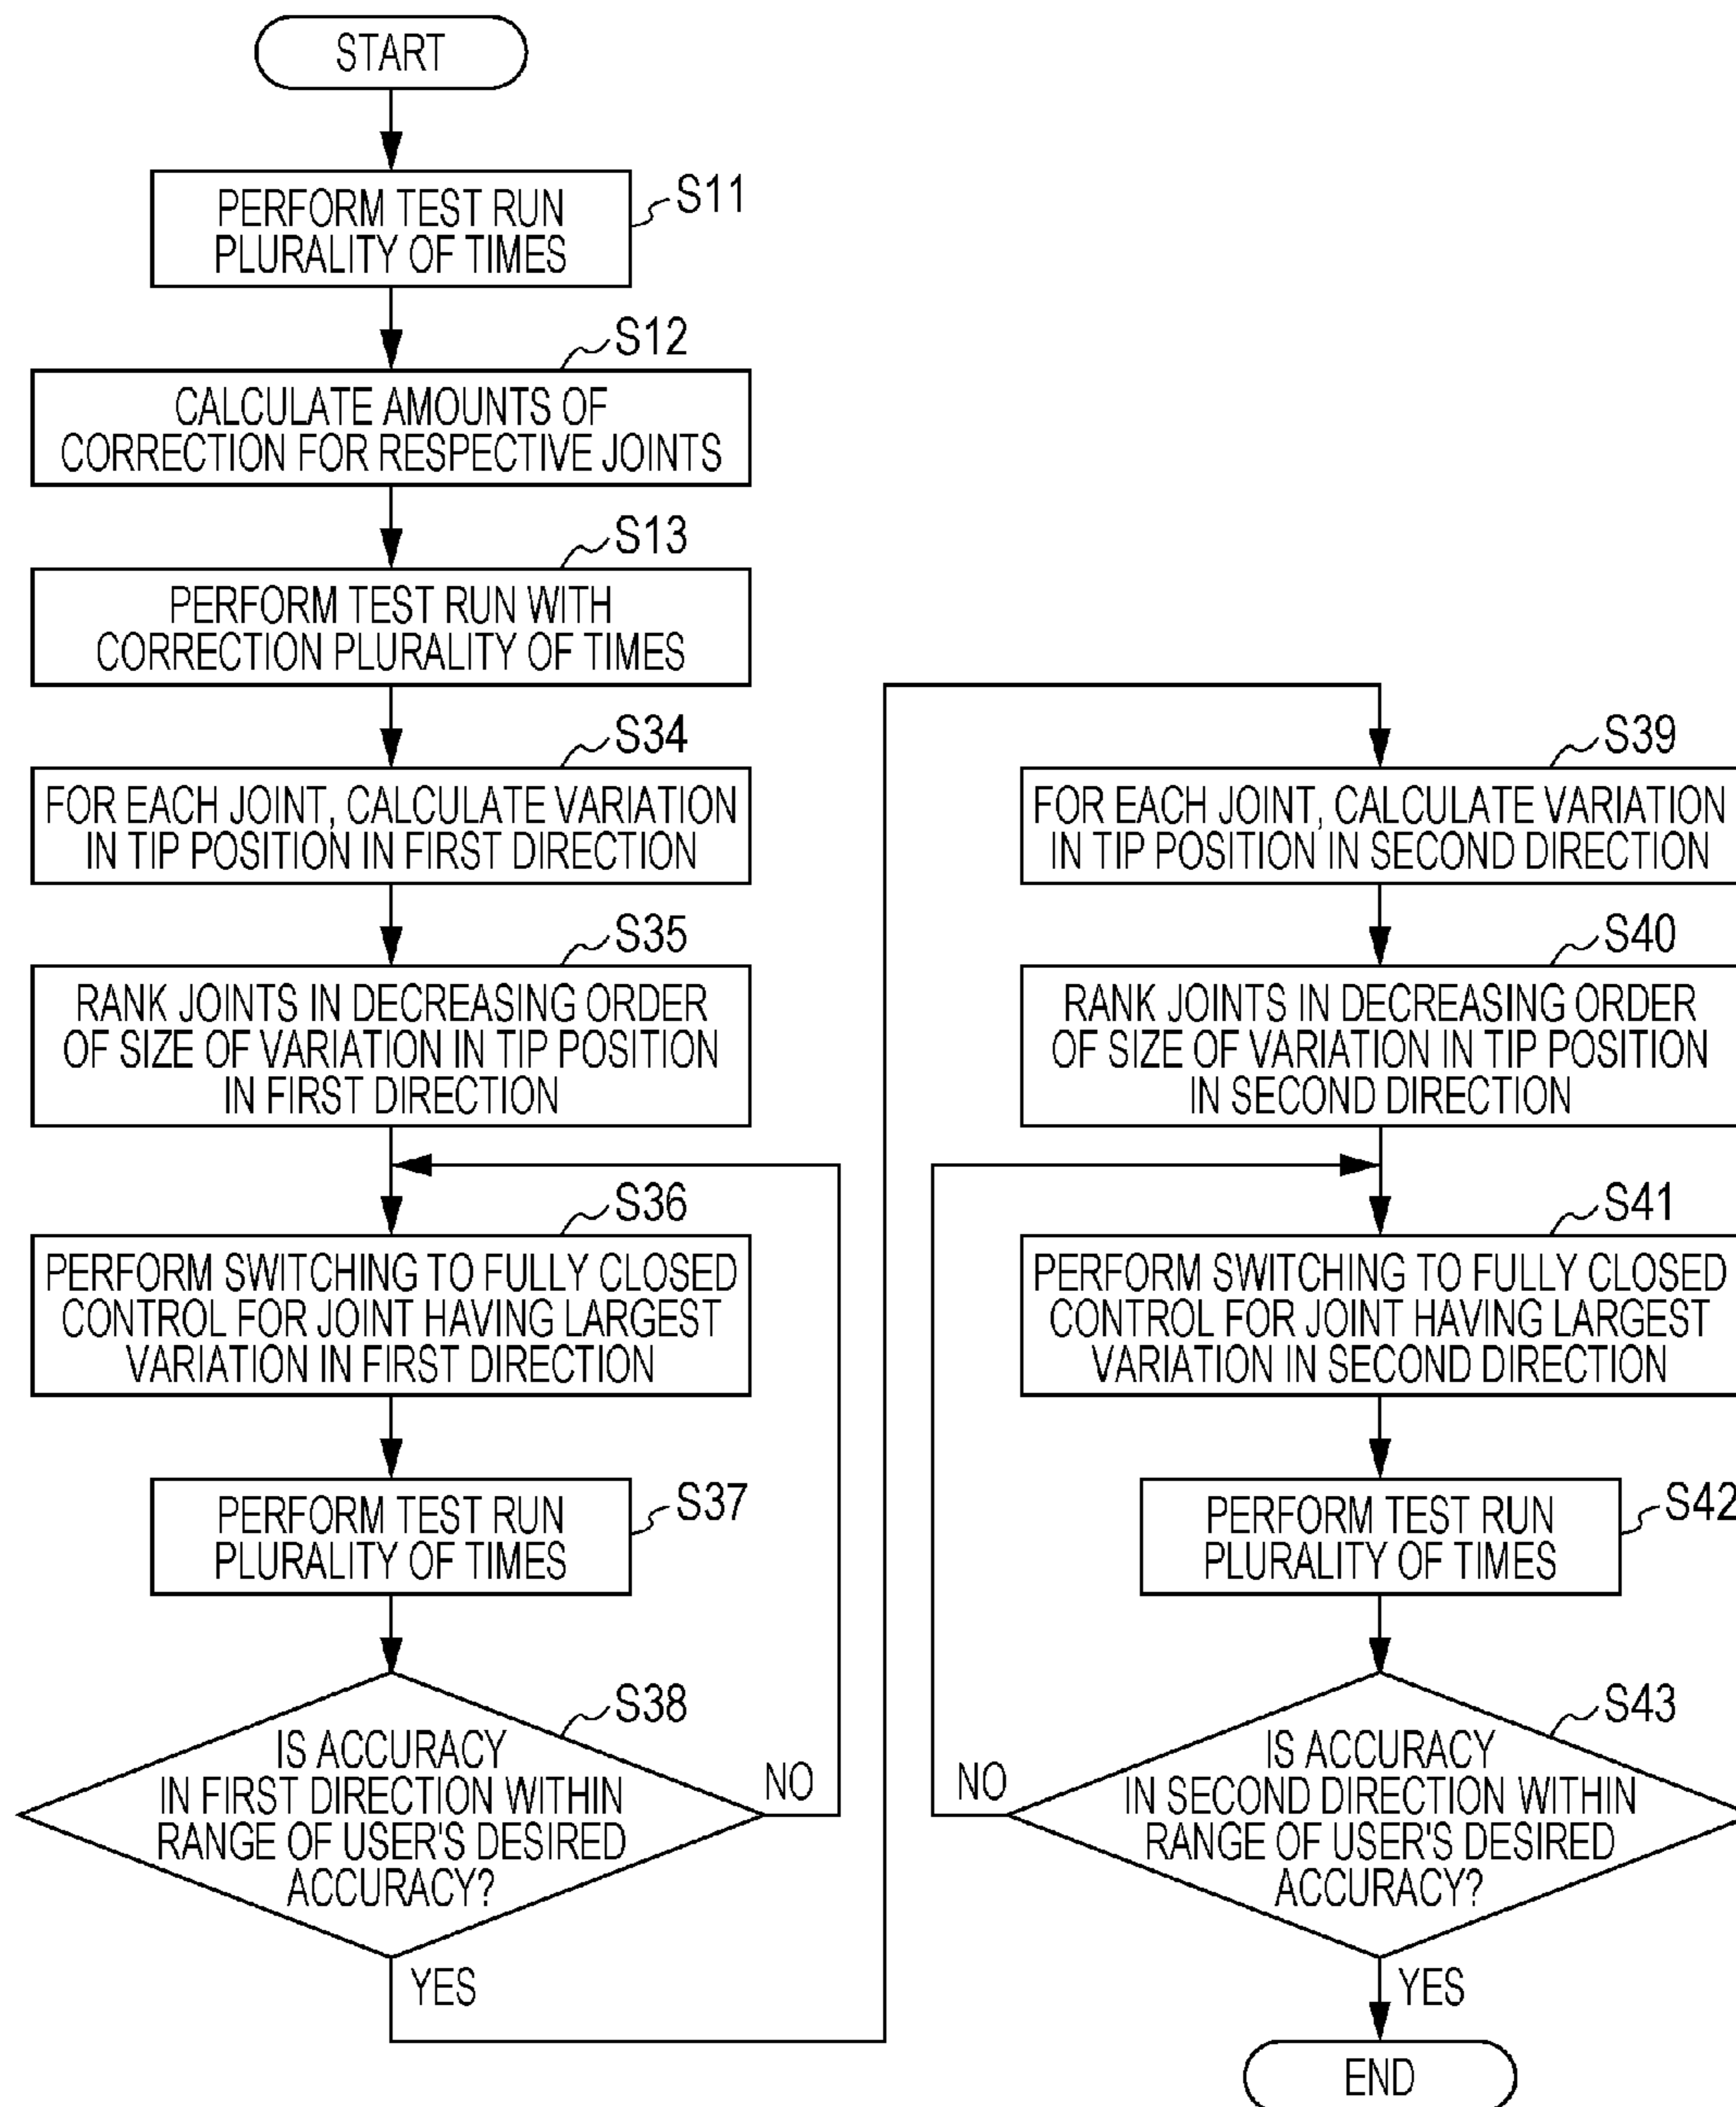 START
PERFORM TEST RUN
PLURALITY OF TIMES
S11
S12
CALCULATE AMOUNTS OF
CORRECTION FOR RESPECTIVE JOINTS
S13
PERFORM TEST RUN WITH
CORRECTION PLURALITY OF TIMES
S34
FOR EACH JOINT, CALCULATE VARIATION
IN TIP POSITION IN FIRST DIRECTION
S35
RANK JOINTS IN DECREASING ORDER
OF SIZE OF VARIATION IN TIP POSITION
IN FIRST DIRECTION
S36
PERFORM SWITCHING TO FULLY CLOSED
CONTROL FOR JOINT HAVING LARGEST
VARIATION IN FIRST DIRECTION
PERFORM TEST RUN
PLURALITY OF TIMES
S37
S38
IS ACCURACY
IN FIRST DIRECTION WITHIN
RANGE OF USER'S DESIRED
ACCURACY?
NO
YES
S39
FOR EACH JOINT, CALCULATE VARIATION
IN TIP POSITION IN SECOND DIRECTION
S40
RANK JOINTS IN DECREASING ORDER
OF SIZE OF VARIATION IN TIP POSITION
IN SECOND DIRECTION
S41
PERFORM SWITCHING TO FULLY CLOSED
CONTROL FOR JOINT HAVING LARGEST
VARIATION IN SECOND DIRECTION
PERFORM TEST RUN
PLURALITY OF TIMES
S42
S43
IS ACCURACY
IN SECOND DIRECTION WITHIN
RANGE OF USER'S DESIRED
ACCURACY?
NO
YES
END